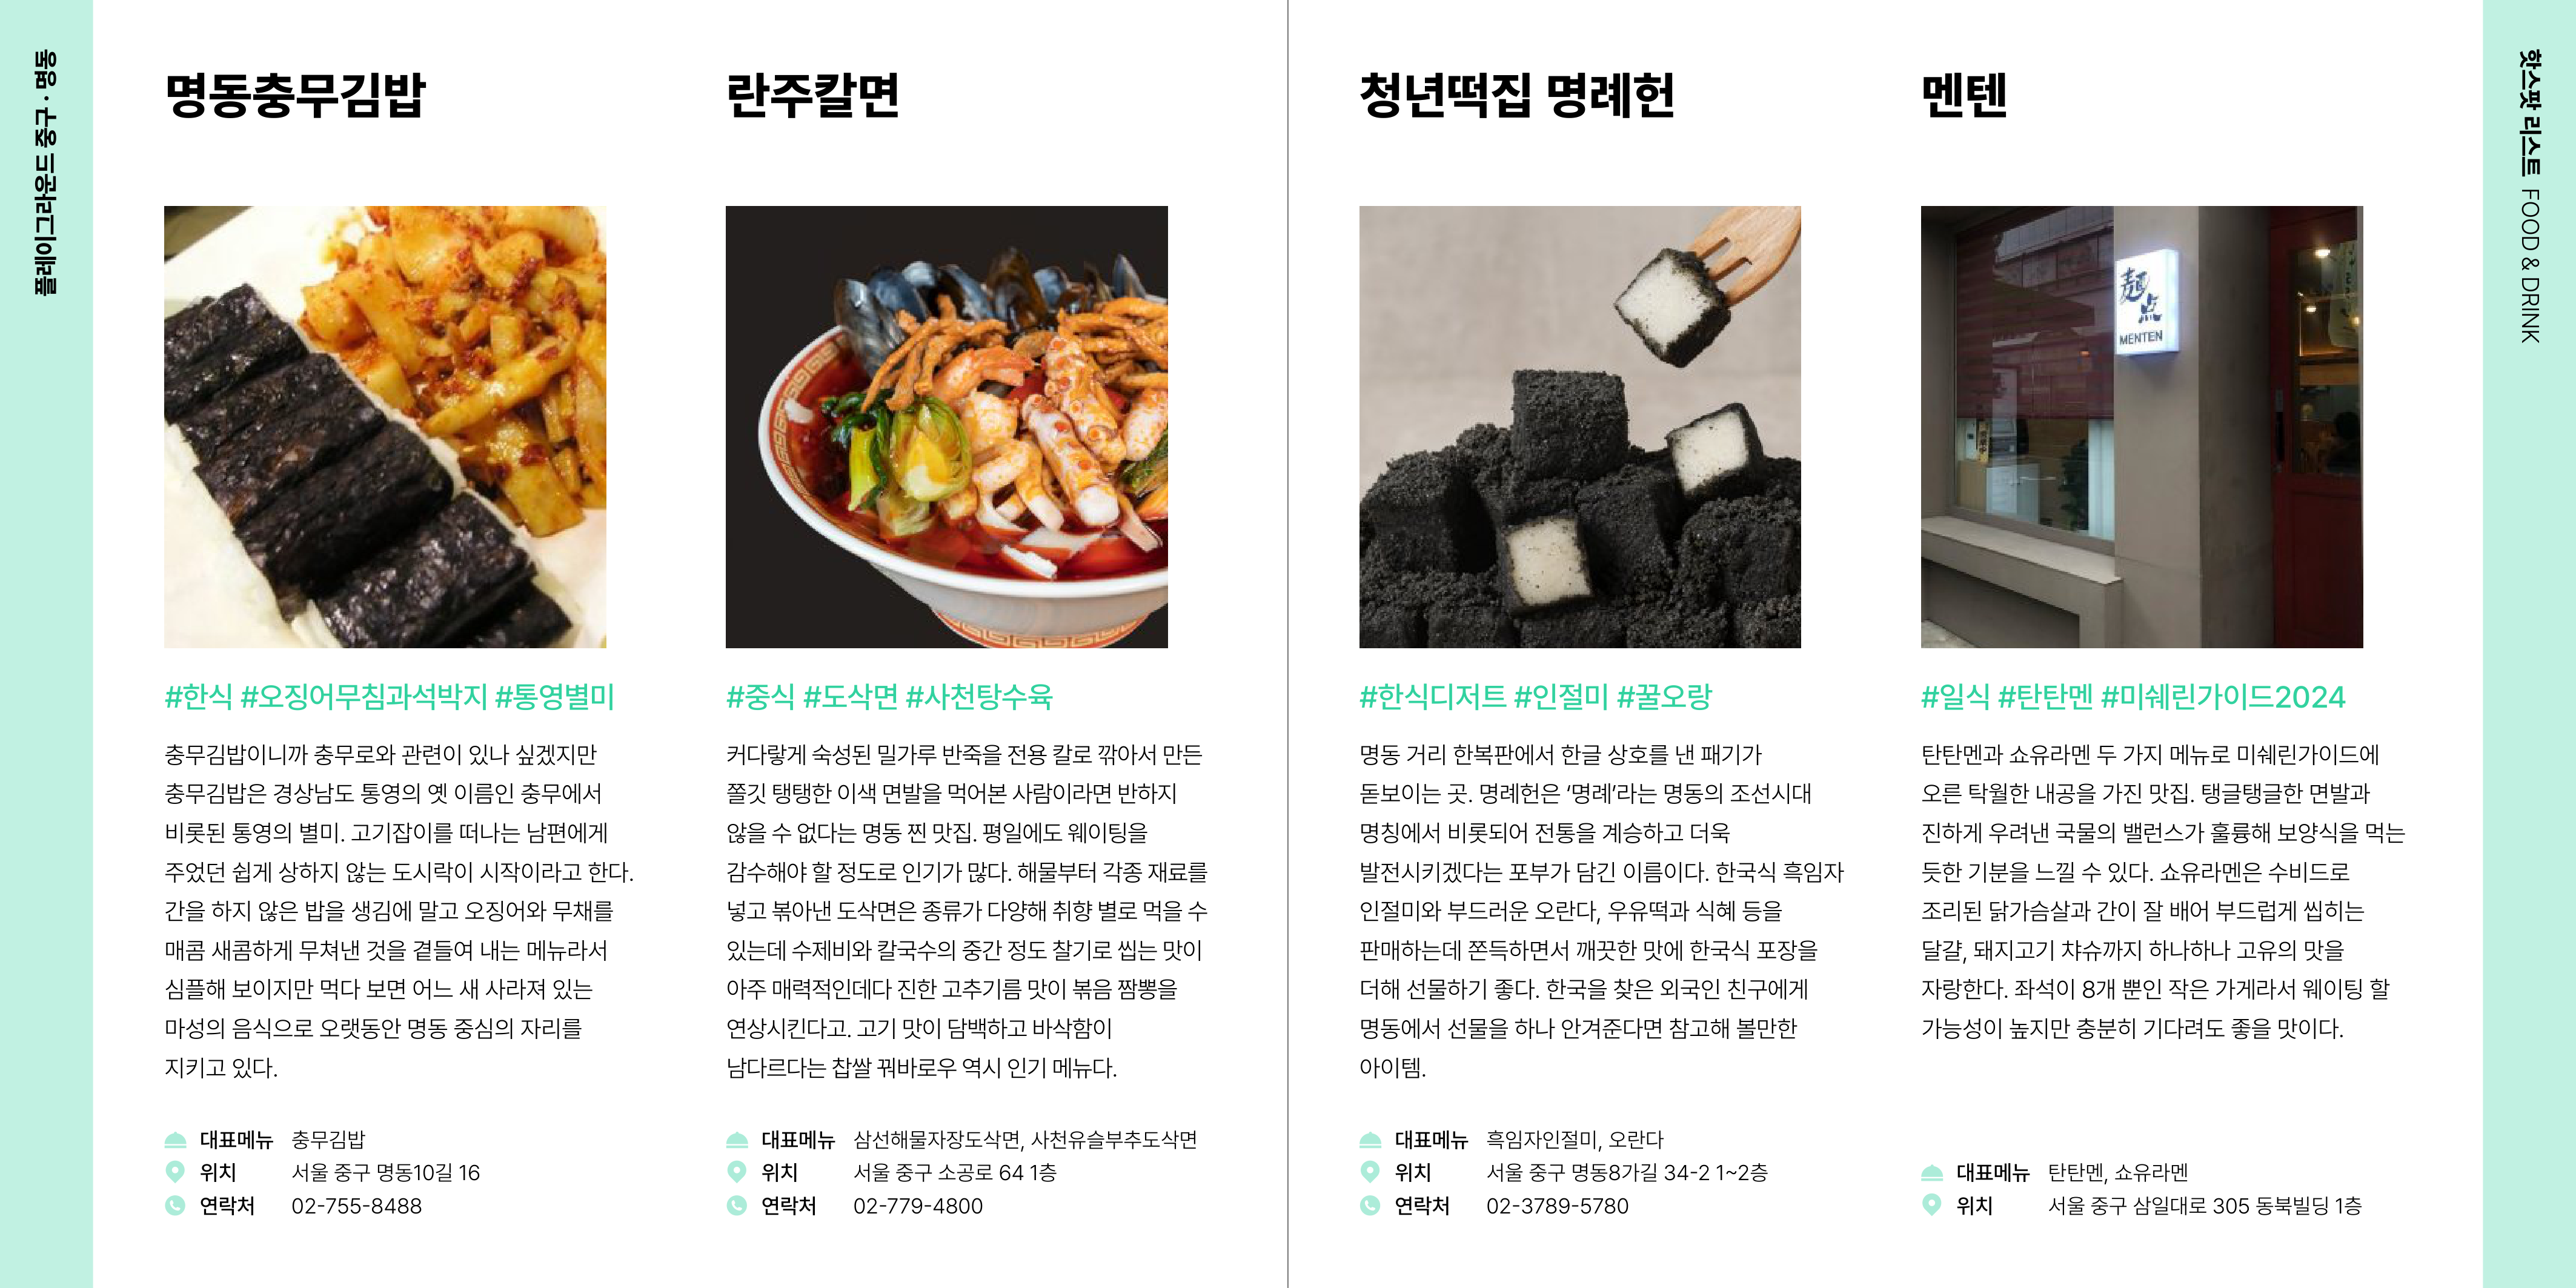 플레이그라운드 중구 · 명동
명동충무김밥
#한식 #오징어무침과석박지 #통영별미
충무김밥이니까 충무로와 관련이 있나 싶겠지만
충무김밥은 경상남도 통영의 옛 이름인 충무에서
비롯된 통영의 별미. 고기잡이를 떠나는 남편에게
주었던 쉽게 상하지 않는 도시락이 시작이라고 한다.
간을 하지 않은 밥을 생김에 말고 오징어와 무채를
매콤 새콤하게 무쳐낸 것을 곁들여 내는 메뉴라서
심플해 보이지만 먹다 보면 어느 새 사라져 있는
마성의 음식으로 오랫동안 명동 중심의 자리를
지키고 있다.
대표메뉴 충무김밥
위치 서울 중구 명동10길 16
연락처 02-755-8488
란주칼면
#중식 #도삭면 #사천탕수육
커다랗게 숙성된 밀가루 반죽을 전용 칼로 깎아서 만든
쫄깃 탱탱한 이색 면발을 먹어본 사람이라면 반하지
않을 수 없다는 명동 찐 맛집. 평일에도 웨이팅을
감수해야 할 정도로 인기가 많다. 해물부터 각종 재료를
넣고 볶아낸 도삭면은 종류가 다양해 취향 별로 먹을 수
있는데 수제비와 칼국수의 중간 정도 찰기로 씹는 맛이
아주 매력적인데다 진한 고추기름 맛이 볶음 짬뽕을
연상시킨다고. 고기 맛이 담백하고 바삭함이
남다르다는 찹쌀 꿔바로우 역시 인기 메뉴다.
대표메뉴 삼선해물자장도삭면, 사천유슬부추도삭면
위치 서울 중구 소공로 64 1층
연락처 02-779-4800
청년떡집 명례헌
#한식디저트 #인절미 #꿀오랑
명동 거리 한복판에서 한글 상호를 낸 패기가
돋보이는 곳. 명례헌은 ‘명례’라는 명동의 조선시대
명칭에서 비롯되어 전통을 계승하고 더욱
발전시키겠다는 포부가 담긴 이름이다. 한국식 흑임자
인절미와 부드러운 오란다, 우유떡과 식혜 등을
판매하는데 쫀득하면서 깨끗한 맛에 한국식 포장을
더해 선물하기 좋다. 한국을 찾은 외국인 친구에게
명동에서 선물을 하나 안겨준다면 참고해 볼만한
아이템.
대표메뉴 흑임자인절미, 오란다
위치 서울 중구 명동8가길 34-2 1~2층
연락처 02-3789-5780
멘텐
麺
点
MENTEN
#일식 #탄탄멘 #미쉐린가이드2024
탄탄멘과 쇼유라멘 두 가지 메뉴로 미쉐린가이드에
오른 탁월한 내공을 가진 맛집. 탱글탱글한 면발과
진하게 우려낸 국물의 밸런스가 훌륭해 보양식을 먹는
듯한 기분을 느낄 수 있다. 쇼유라멘은 수비드로
조리된 닭가슴살과 간이 잘 배어 부드럽게 씹히는
달걀, 돼지고기 챠슈까지 하나하나 고유의 맛을
자랑한다. 좌석이 8개 뿐인 작은 가게라서 웨이팅 할
가능성이 높지만 충분히 기다려도 좋을 맛이다.
대표메뉴 탄탄멘, 쇼유라멘
위치 서울 중구 삼일대로 305 동북빌딩 1층
핫스팟 리스트 FOOD & DRINK